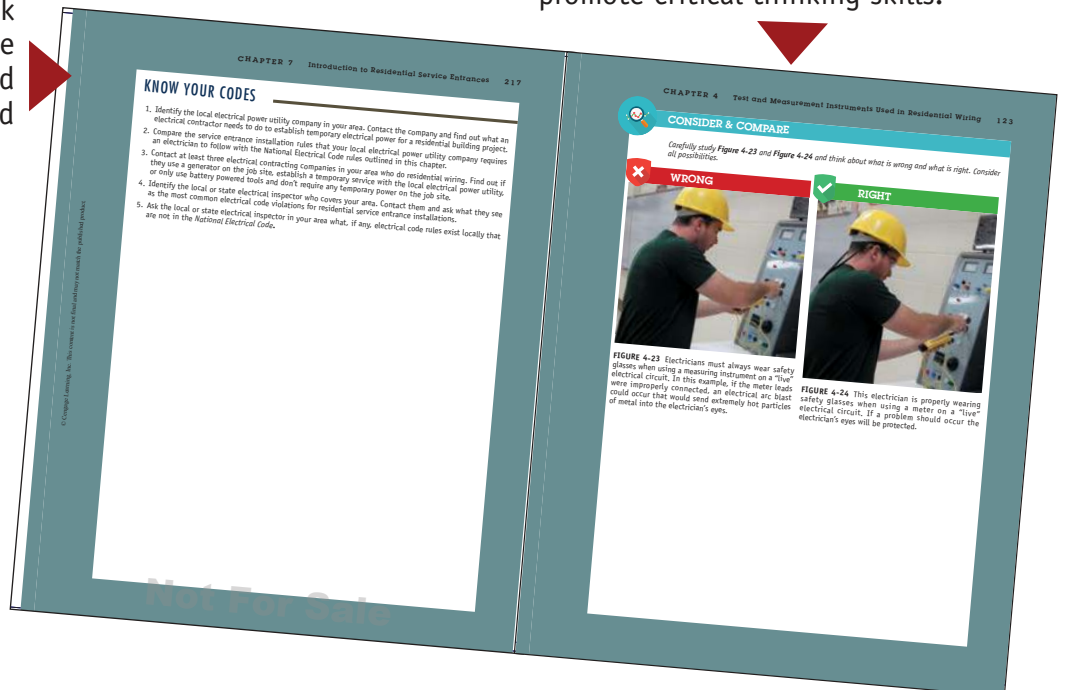 k
e
d
d
promote critical thinking skills.
CHAPTER 7 Introduction to Residential Service Entrances 217
KNOW YOUR CODES
1. Identify the local electrical power utility company in your area. Contact the company and find out what an
electrical contractor needs to do to establish temporary electrical power for a residential building project.
2. Compare the service entrance installation rules that your local electrical power utility company requires
an electrician to follow with the National Electrical Code rules outlined in this chapter.
3. Contact at least three electrical contracting companies in your area who do residential wiring. Find out if
they use a generator on the job site, establish a temporary service with the local electrical power utility,
or only use battery powered tools and don't require any temporary power on the job site.
4. Identify the local or state electrical inspector who covers your area. Contact them and ask what they see
as the most common electrical code violations for residential service entrance installations.
5. Ask the local or state electrical inspector in your area what, if any, electrical code rules exist locally that
are not in the National Electrical Code.
© Cengage Learning, Inc. This content is not final and may not match the published product
Not For Sale
CHAPTER 4 Test and Measurement Instruments Used in Residential Wiring 123
CONSIDER & COMPARE
Carefully study Figure 4-23 and Figure 4-24 and think about what is wrong and what is right. Consider
all possibilities.
WRONG
RIGHT
FIGURE 4-23 Electricians must always wear safety
glasses when using a measuring instrument on a "live"
electrical circuit. In this example, if the meter leads
were improperly connected, an electrical arc blast
could occur that would send extremely hot particles
of metal into the electrician's eyes.
FIGURE 4-24 This electrician is properly wearing
safety glasses when using a meter on a "live"
electrical circuit. If a problem should occur the
electrician's eyes will be protected.